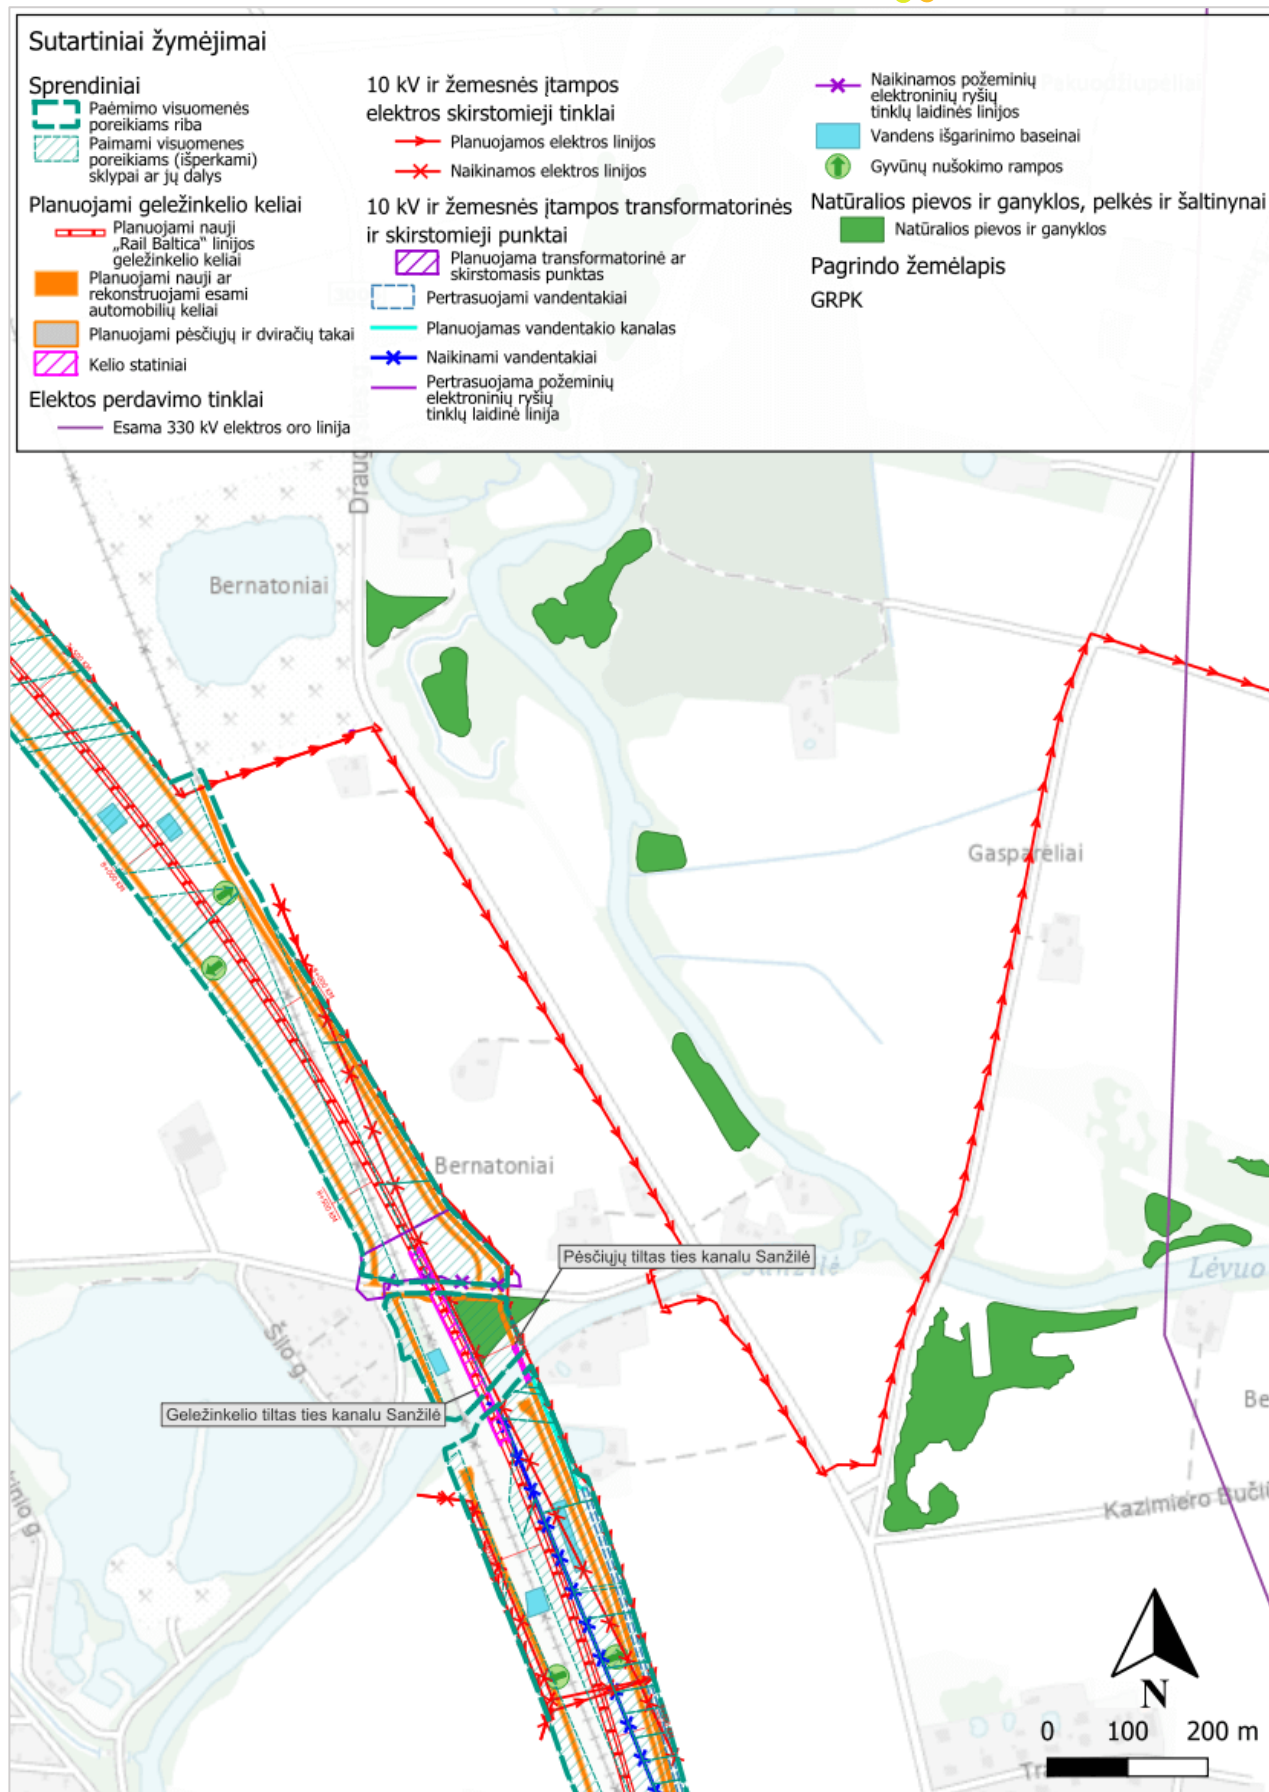 Sutartiniai žymėjimai
Sprendiniai
Paėmimo visuomenės
poreikiams riba
Paimami visuomenes
poreikiams (išperkami)
sklypai ar jų dalys
Planuojami geležinkelio keliai
Planuojami nauji
„Rail Baltica“ linijos
geležinkelio keliai
Planuojami nauji ar
rekonstruojami esami
automobilių keliai
Planuojami pėsčiųjų ir dviračių takai
Kelio statiniai
Elektos perdavimo tinklai
Esama 330 kV elektros oro linija
10 kV ir žemesnės įtampos
elektros skirstomieji tinklai
Planuojamos elektros linijos
Naikinamos elektros linijos
10 kV ir žemesnės įtampos transformatorinės
ir skirstomieji punktai
Planuojama transformatorinė ar
skirstomasis punktas
Pertrasuojami vandentakiai
Planuojamas vandentakio kanalas
Naikinami vandentakiai
Pertrasuojama požeminių
elektroninių ryšių
tinklų laidinė linija
Naikinamos požeminių
elektroninių ryšių
tinklų laidinės linijos
Vandens išgarinimo baseinai
Gyvūnų nušokimo rampos
Natūralios pievos ir ganyklos, pelkės ir šaltinynai
Natūralios pievos ir ganyklos
Pagrindo žemėlapis
GRPK
Bernatoniai
Gasparėliai
Bernatoniai
Pėsčiųjų tiltas ties kanalu Sanžilė
Sanžilė
Lėvuo
Šilo g.
Geležinkelio tiltas ties kanalu Sanžilė
Be
Kazimiero Bučil
kinio g.
N
0 100 200 m